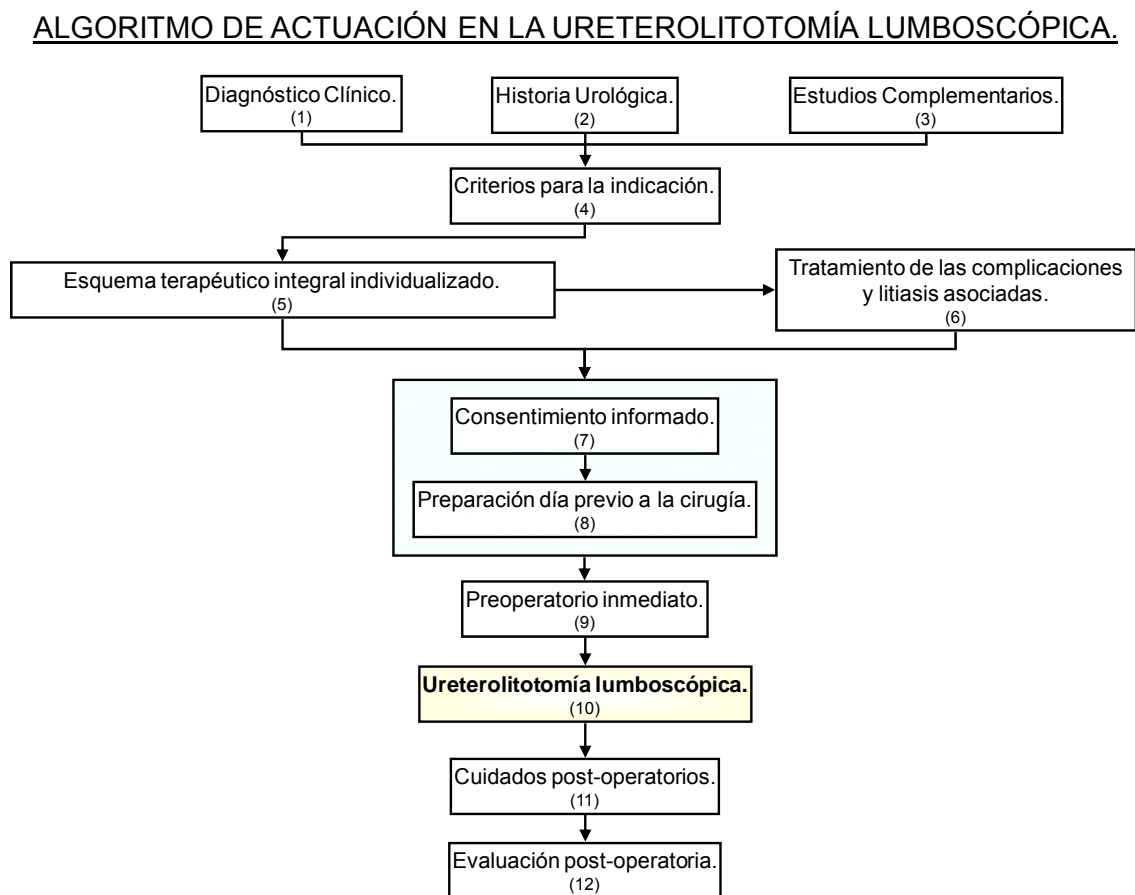 ALGORITMO DE ACTUACIÓN EN LA URETEROLITOTOMÍA LUMBOSCÓPICA.
Diagnóstico Clínico.
(1)
Historia Urológica.
(2)
Estudios Complementarios.
(3)
Criterios para la indicación.
(4)
Esquema terapéutico integral individualizado.
(5)
Tratamiento de las complicaciones
y litiasis asociadas.
(6)
Consentimiento informado.
(7)
Preparación día previo a la cirugía.
(8)
Preoperatorio inmediato.
(9)
Ureterolitotomía lumboscópica.
(10)
Cuidados post-operatorios.
(11)
Evaluación post-operatoria.
(12)